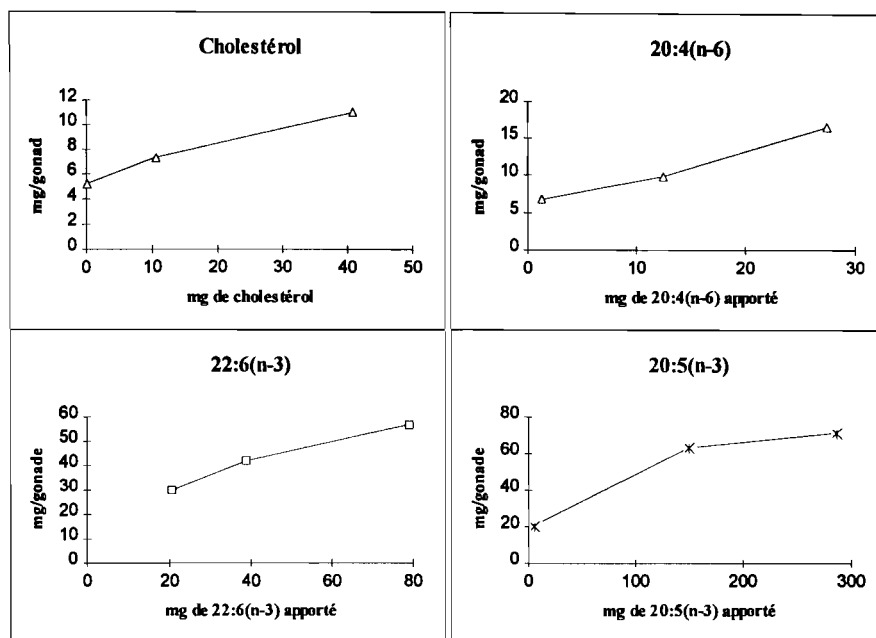 Cholestérol
12
10
8
6
4
2
0
mg/gonad
0 10 20 30 40 50
mg de cholestérol
20:4(n-6)
20
15
10
5
0
mg/gonad
0 10 20 30
mg de 20:4(n-6) apporté
22:6(n-3)
60
50
40
30
20
10
0
mg/gonade
0 20 40 60 80
mg de 22:6(n-3) apporté
20:5(n-3)
80
60
40
20
0
mg/gonade
0 100 200 300
mg de 20:5(n-3) apporté